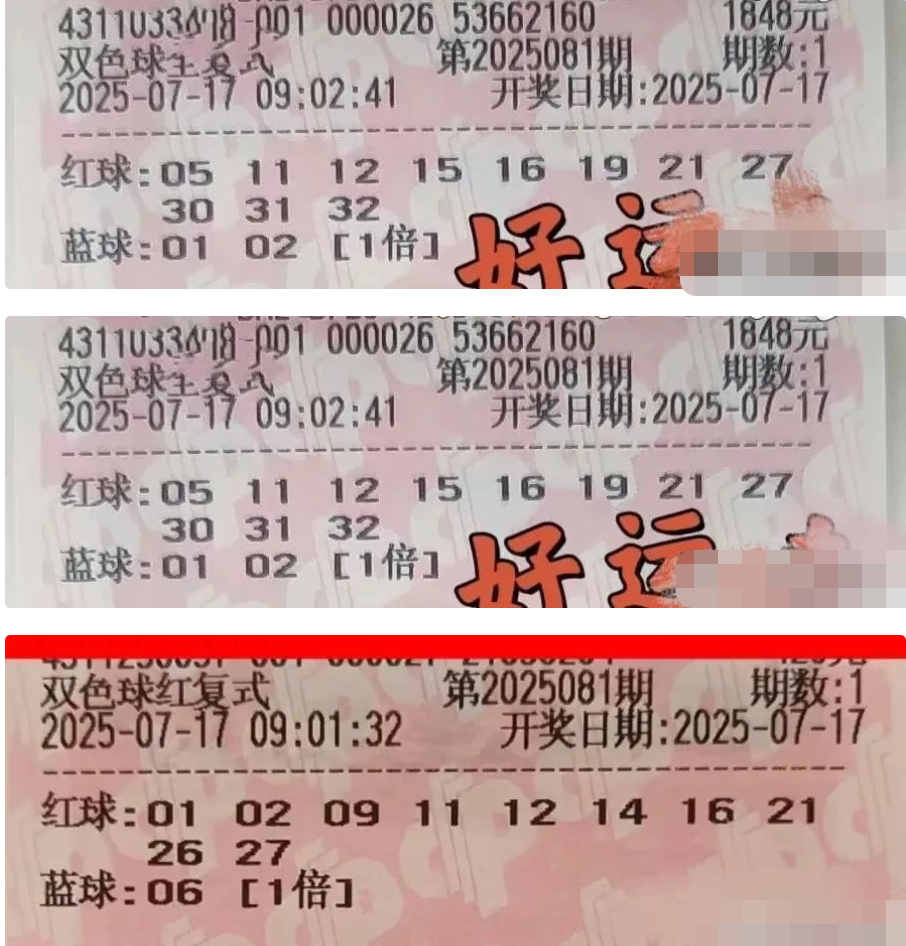 4311033 001 000026 53662160 1848元
双色球全复式 第2025081期 期数:1
2025-07-17 09:02:41 开奖日期:2025-07-17
红球:05 11 12 15 16 19 21 27
30 31 32
蓝球:01 02 [1倍]
好运
4311033 001 000026 53662160 1848元
双色球全复式 第2025081期 期数:1
2025-07-17 09:02:41 开奖日期:2025-07-17
红球:05 11 12 15 16 19 21 27
30 31 32
蓝球:01 02 [1倍]
好运
双色球红复式 第2025081期 期数:1
2025-07-17 09:01:32 开奖日期:2025-07-17
红球:01 02 09 11 12 14 16 21
26 27
蓝球:06 [1倍]